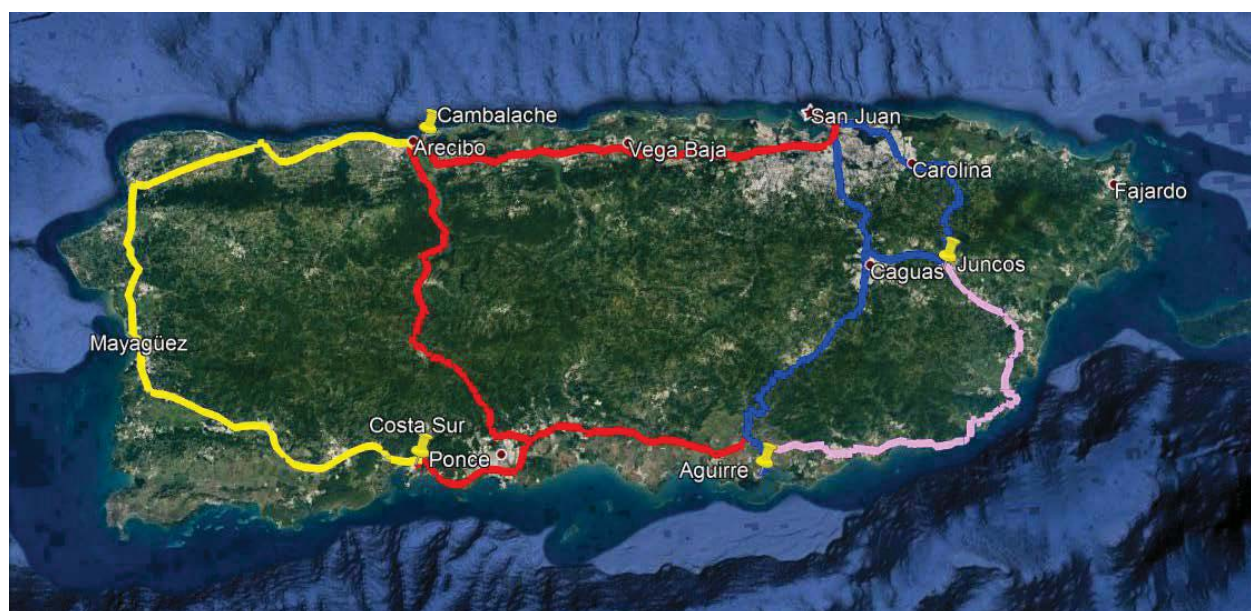 Cambalache
San Juan
Arecibo
Vega Baja
Carolina
Fajardo
Caguas
Juncos
Mayagüez
Costa Sur
Ponce
Aguirre